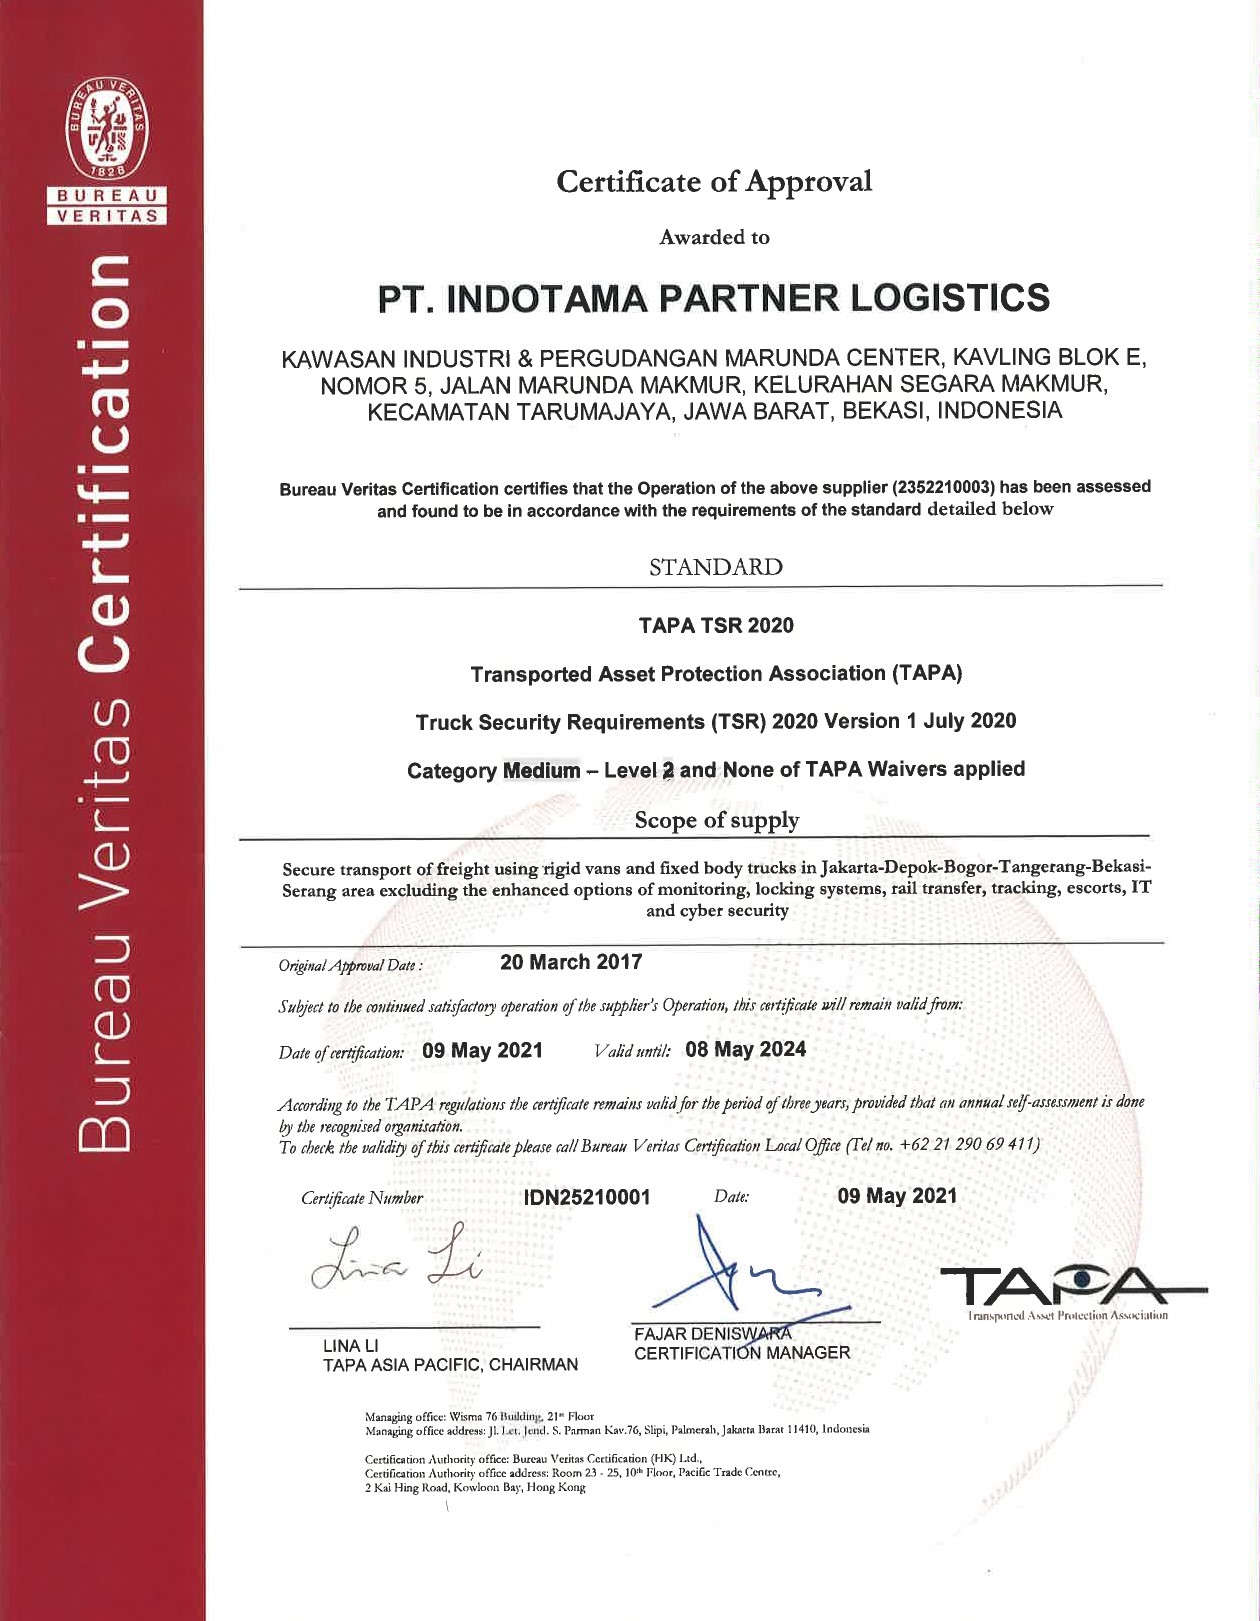 BUREAU VERITAS
1828
BUREAU
VERITAS
Bureau Veritas Certification
Certificate of Approval
Awarded to
PT. INDOTAMA PARTNER LOGISTICS
KAWASAN INDUSTRI & PERGUDANGAN MARUNDA CENTER, KAVLING BLOK E,
NOMOR 5, JALAN MARUNDA MAKMUR, KELURAHAN SEGARA MAKMUR,
KECAMATAN TARUMAJAYA, JAWA BARAT, BEKASI, INDONESIA
Bureau Veritas Certification certifies that the Operation of the above supplier (2352210003) has been assessed
and found to be in accordance with the requirements of the standard detailed below
STANDARD
TAPA TSR 2020
Transported Asset Protection Association (TAPA)
Truck Security Requirements (TSR) 2020 Version 1 July 2020
Category Medium – Level 2 and None of TAPA Waivers applied
Scope of supply
Secure transport of freight using rigid vans and fixed body trucks in Jakarta-Depok-Bogor-Tangerang-Bekasi-
Serang area excluding the enhanced options of monitoring, locking systems, rail transfer, tracking, escorts, IT
and cyber security
Original Approval Date : 20 March 2017
Subject to the continued satisfactory operation of the supplier's Operation, this certificate will remain valid from:
Date of certification: 09 May 2021 Valid until: 08 May 2024
According to the TAPA regulations the certificate remains valid for the period of three years, provided that an annual self-assessment is done
by the recognised organisation.
To check the validity of this certificate please call Bureau Veritas Certification Local Office (Tel no. +62 21 290 69 411)
Certificate Number IDN25210001 Date: 09 May 2021
Lina Li
TAPA
Transported Asset Protection Association
LINA LI
TAPA ASIA PACIFIC, CHAIRMAN
FAJAR DENISWARA
CERTIFICATION MANAGER
Managing office: Wisma 76 Building, 21st Floor
Managing office address: Jl. Let. Jend. S. Parman Kav.76, Slipi, Palmerah, Jakarta Barat 11410, Indonesia
Certification Authority office: Bureau Veritas Certification (HK) Ltd.,
Certification Authority office address: Room 23 - 25, 10th Floor, Pacific Trade Centre,
2 Kai Hing Road, Kowloon Bay, Hong Kong